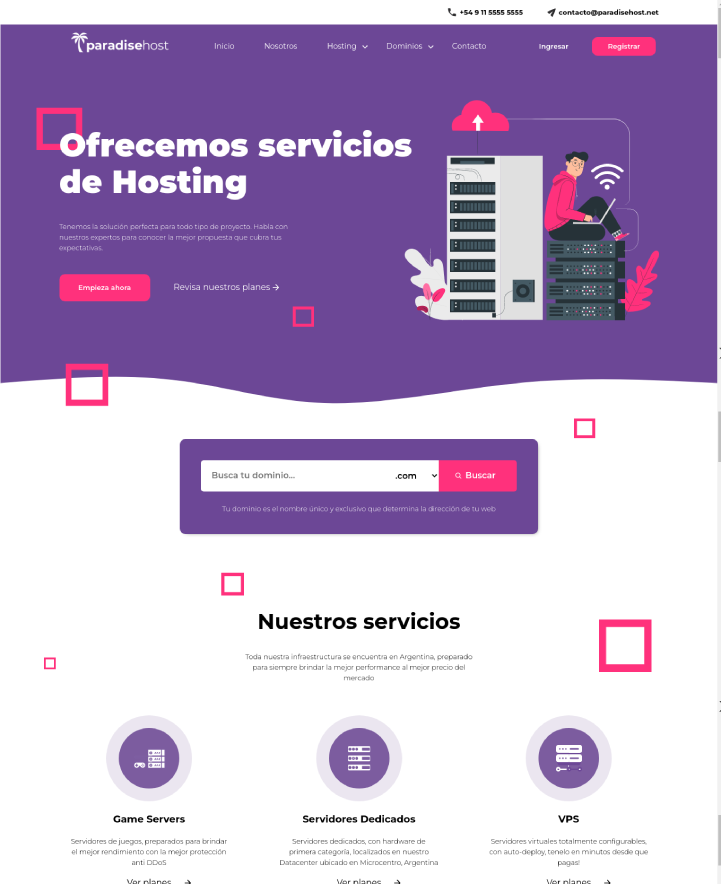 +54 9 11 5555 5555 contacto@paradisehost.net
paradisehost Inicio Nosotros Hosting Dominios Contacto Ingresar Registrar
Ofrecemos servicios
de Hosting
Tenemos la solución perfecta para todo tipo de proyecto. Habla con
nuestros expertos para conocer la mejor propuesta que cubra tus
expectativas.
Empieza ahora Revisa nuestros planes
Busca tu dominio... .com Buscar
Tu dominio es el nombre único y exclusivo que determina la dirección de tu web
Nuestros servicios
Toda nuestra infraestructura se encuentra en Argentina, preparado
para siempre brindar la mejor performance al mejor precio del
mercado
Game Servers
Servidores de juegos, preparados para brindar
el mejor rendimiento con la mejor protección
anti DDoS
Ver planes
Servidores Dedicados
Servidores dedicados, con hardware de
primera categoría, localizados en nuestro
Datacenter ubicado en Microcentro, Argentina
Ver planes
VPS
Servidores virtuales totalmente configurables,
con auto-deploy, tenelo en minutos desde que
pagas!
Ver planes